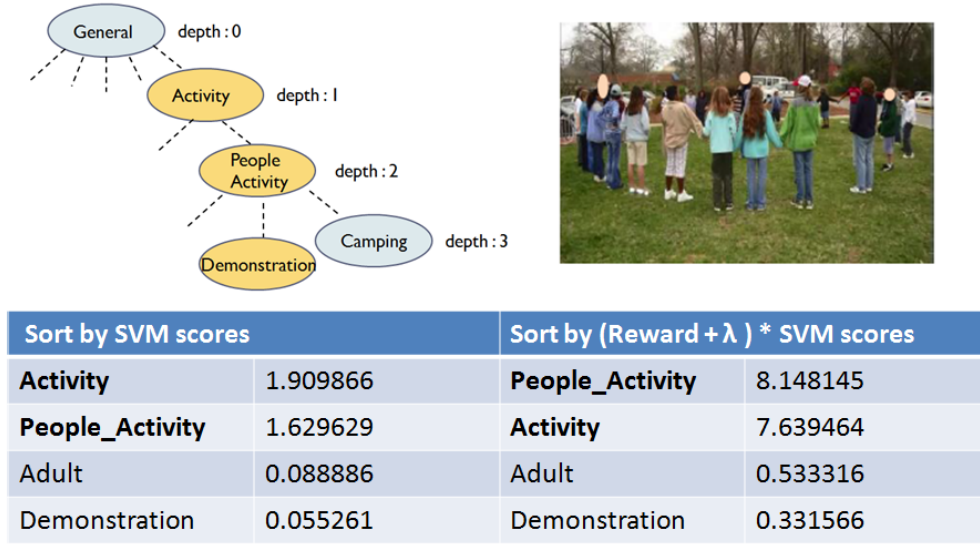 General depth : 0
Activity depth : 1
People
Activity depth : 2
Camping depth : 3
Demonstration
Sort by SVM scores Sort by (Reward + λ ) * SVM scores
Activity 1.909866 People_Activity 8.148145
People_Activity 1.629629 Activity 7.639464
Adult 0.088886 Adult 0.533316
Demonstration 0.055261 Demonstration 0.331566